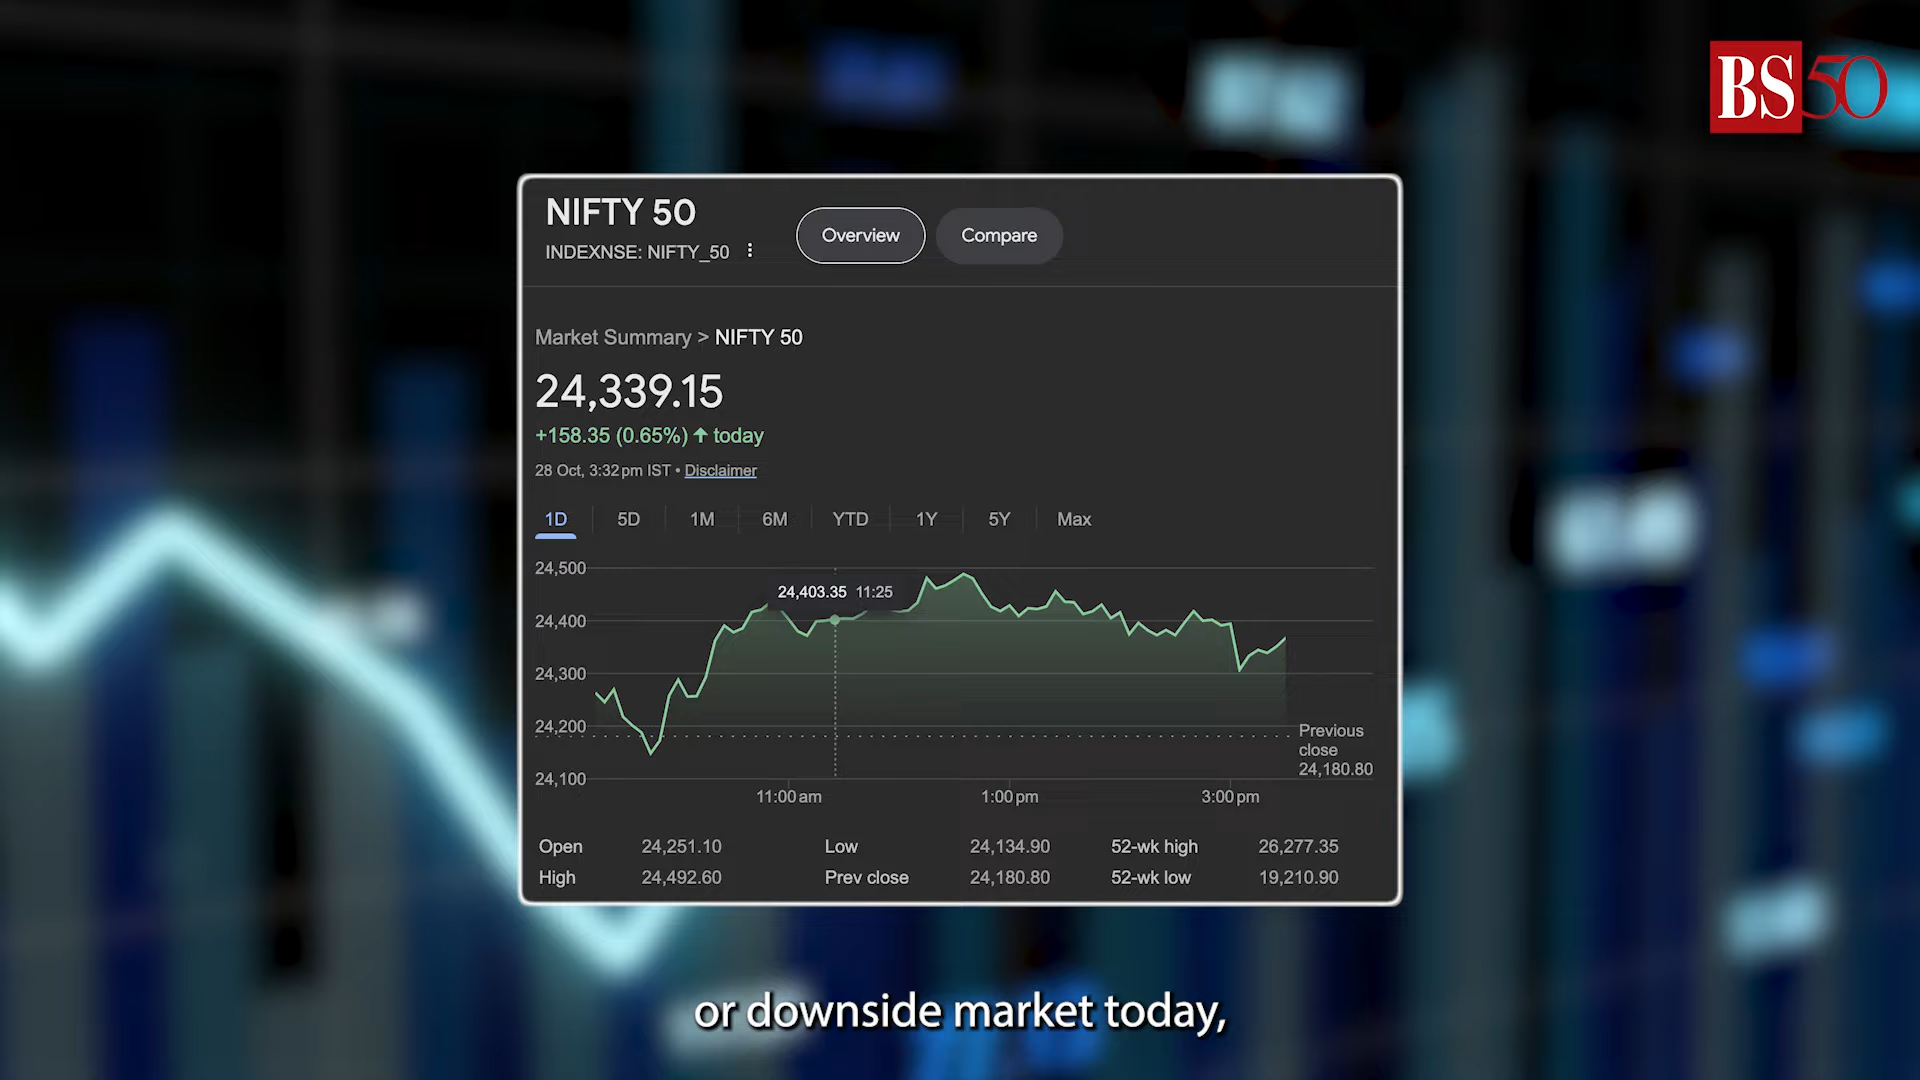 BS50
NIFTY 50
INDEXNSE: NIFTY_50
Overview
Compare
Market Summary > NIFTY 50
24,339.15
+158.35 (0.65%) ↑ today
28 Oct, 3:32 pm IST • Disclaimer
1D 5D 1M 6M YTD 1Y 5Y Max
24,403.35 11:25
24,500
24,400
24,300
24,200
24,100
Previous
close
24,180.80
11:00 am 1:00 pm 3:00 pm
Open 24,251.10 Low 24,134.90 52-wk high 26,277.35
High 24,492.60 Prev close 24,180.80 52-wk low 19,210.90
or downside market today,